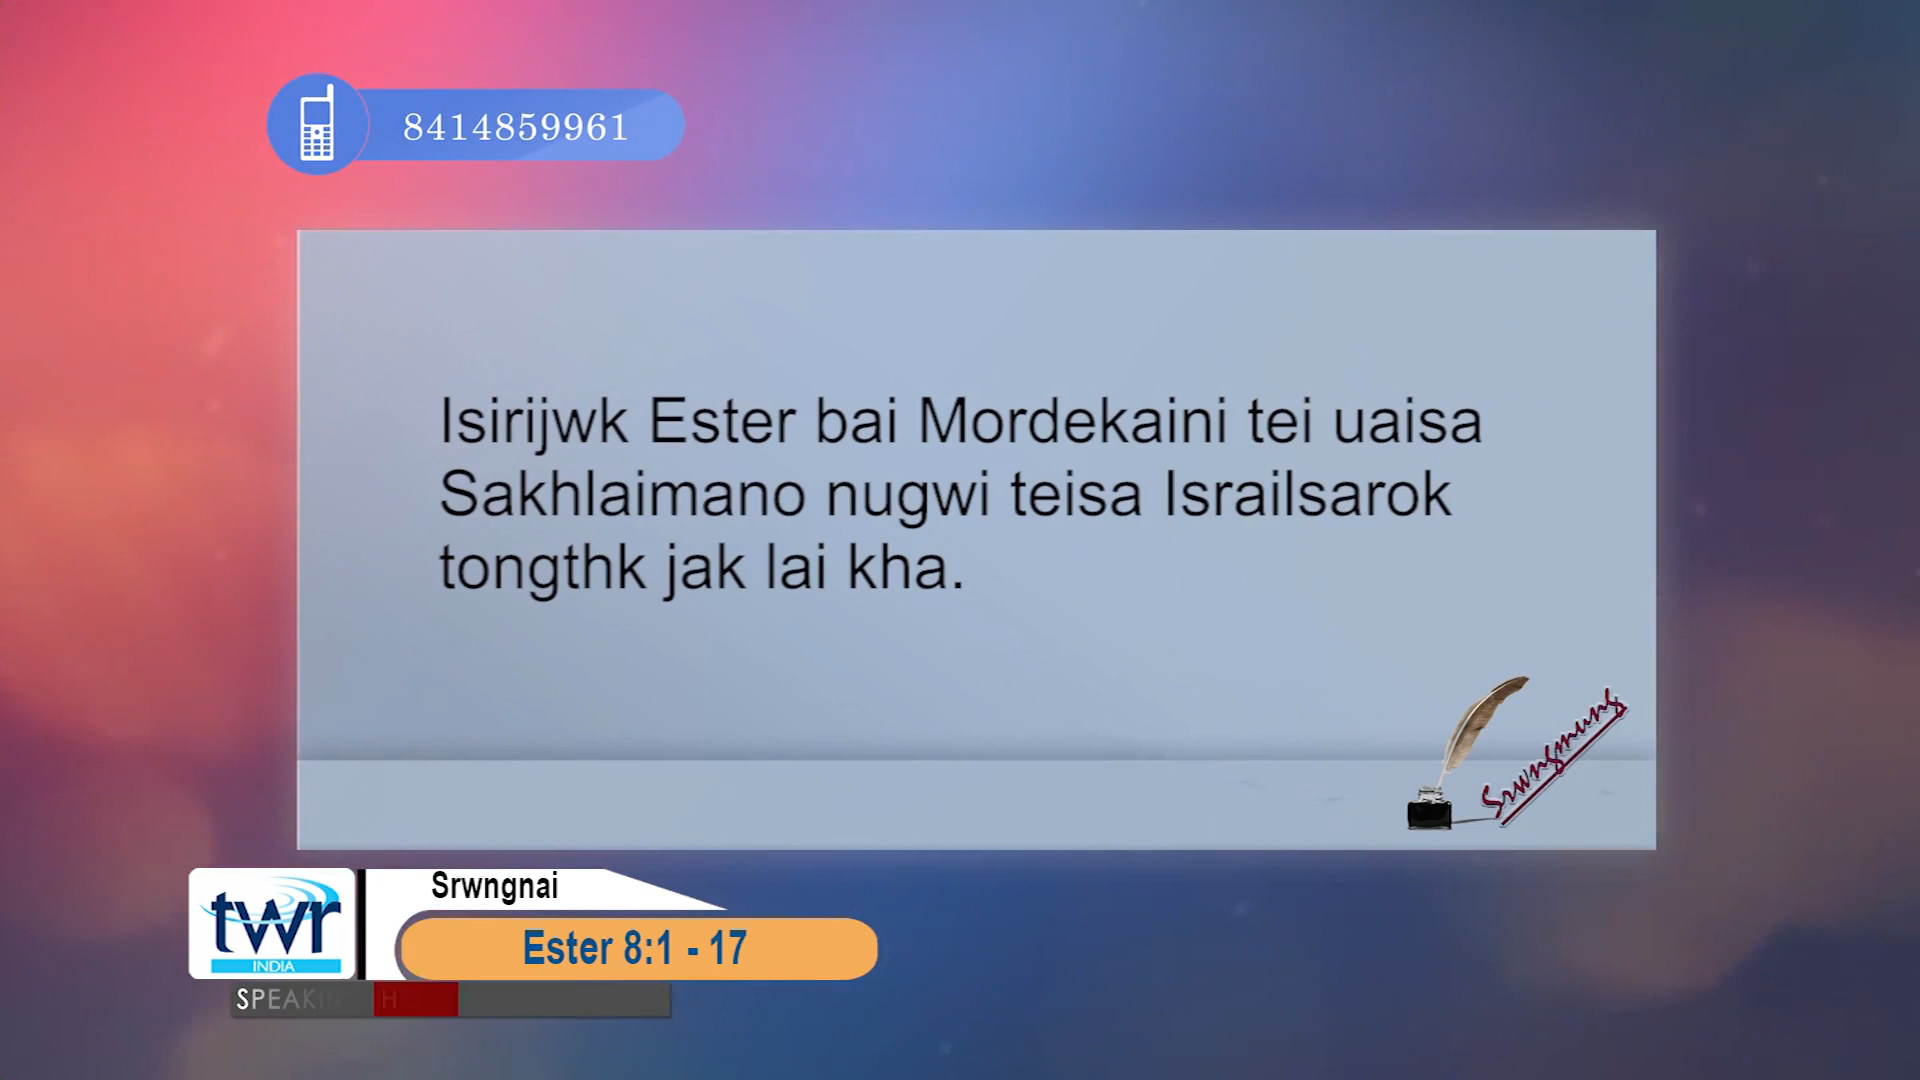 8414859961
Isirijwk Ester bai Mordekaini tei uaisa
Sakhlaimano nugwi teisa Israilsarok
tongthk jak lai kha.
Srwngmung
twr
INDIA
Srwngnai
Ester 8:1 - 17